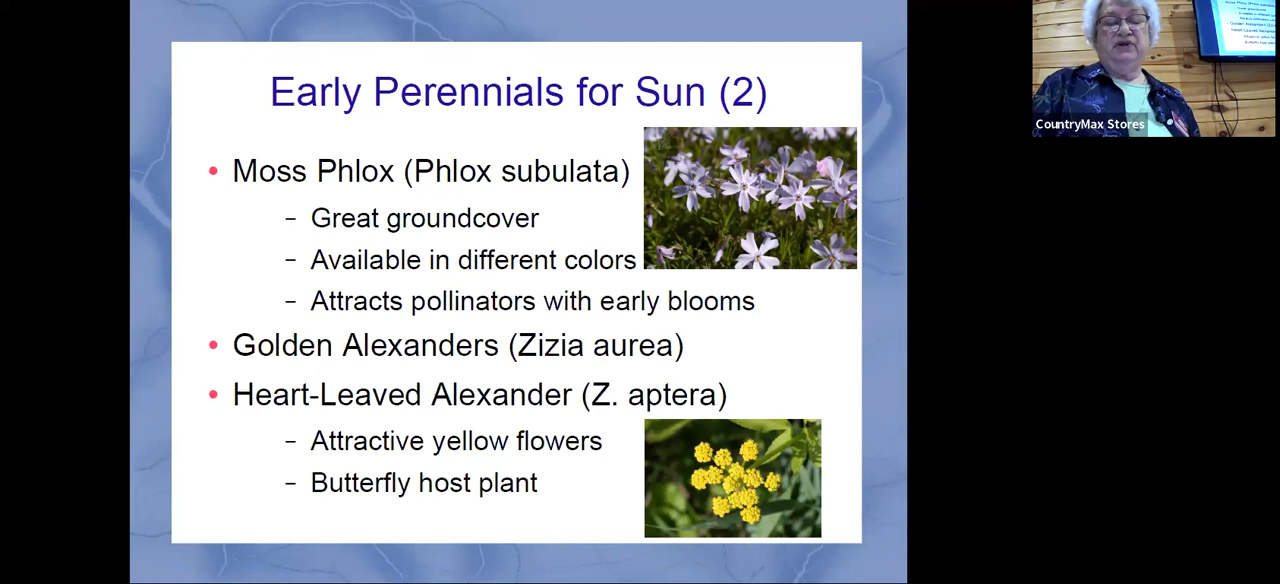 Early Perennials for Sun (2)
• Moss Phlox (Phlox subulata)
– Great groundcover
– Available in different colors
– Attracts pollinators with early blooms
• Golden Alexanders (Zizia aurea)
• Heart-Leaved Alexander (Z. aptera)
– Attractive yellow flowers
– Butterfly host plant
CountryMax Stores